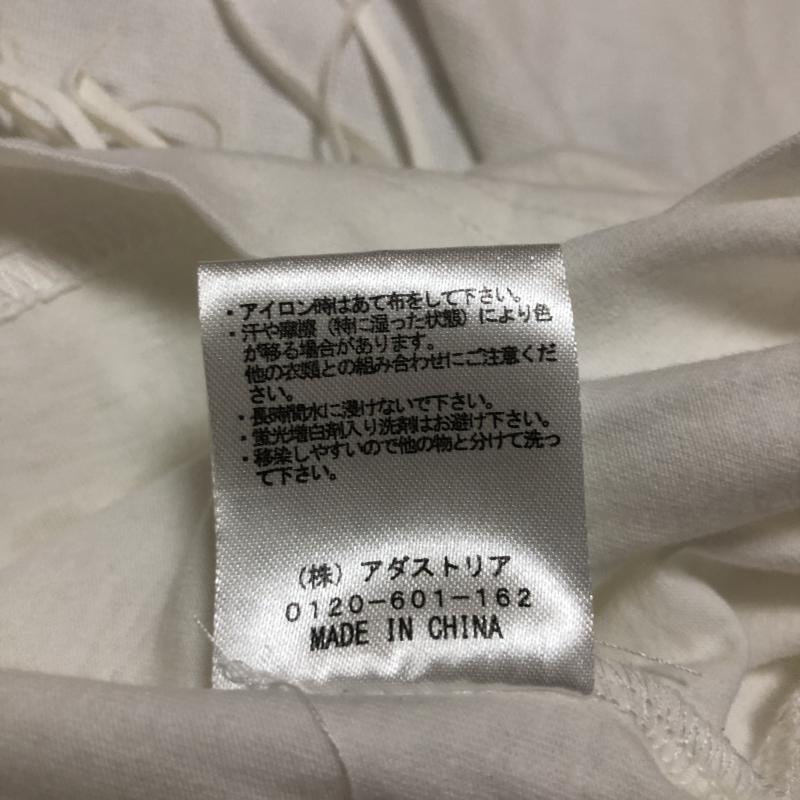 ・アイロン時はあて布をして下さい。
・汗や摩擦（特に湿った状態）により色
が移る場合があります。
他の衣類との組み合わせにご注意くだ
さい。
・長時間水に浸けないで下さい。
・蛍光増白剤入り洗剤はお避け下さい。
・移染しやすいので他の物と分けて洗っ
て下さい。
（株）アダストリア
0120-601-162
MADE IN CHINA